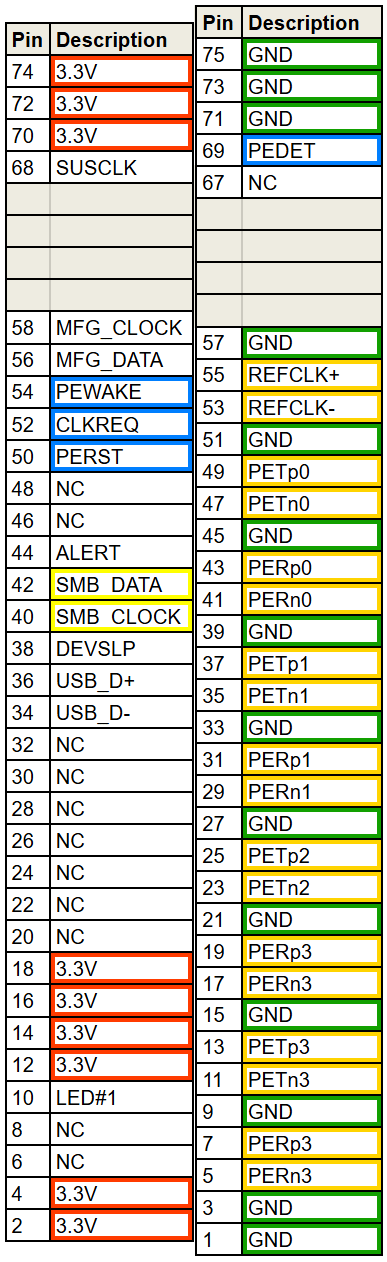 Pin Description
74 3.3V
72 3.3V
70 3.3V
68 SUSCLK
58 MFG_CLOCK
56 MFG_DATA
54 PEWAKE
52 CLKREQ
50 PERST
48 NC
46 NC
44 ALERT
42 SMB_DATA
40 SMB_CLOCK
38 DEVSLP
36 USB_D+
34 USB_D-
32 NC
30 NC
28 NC
26 NC
24 NC
22 NC
20 NC
18 3.3V
16 3.3V
14 3.3V
12 3.3V
10 LED#1
8 NC
6 NC
4 3.3V
2 3.3V
Pin Description
75 GND
73 GND
71 GND
69 PEDET
67 NC
57 GND
55 REFCLK+
53 REFCLK-
51 GND
49 PETp0
47 PETn0
45 GND
43 PERp0
41 PERn0
39 GND
37 PETp1
35 PETn1
33 GND
31 PERp1
29 PERn1
27 GND
25 PETp2
23 PETn2
21 GND
19 PERp3
17 PERn3
15 GND
13 PETp3
11 PETn3
9 GND
7 PERp3
5 PERn3
3 GND
1 GND